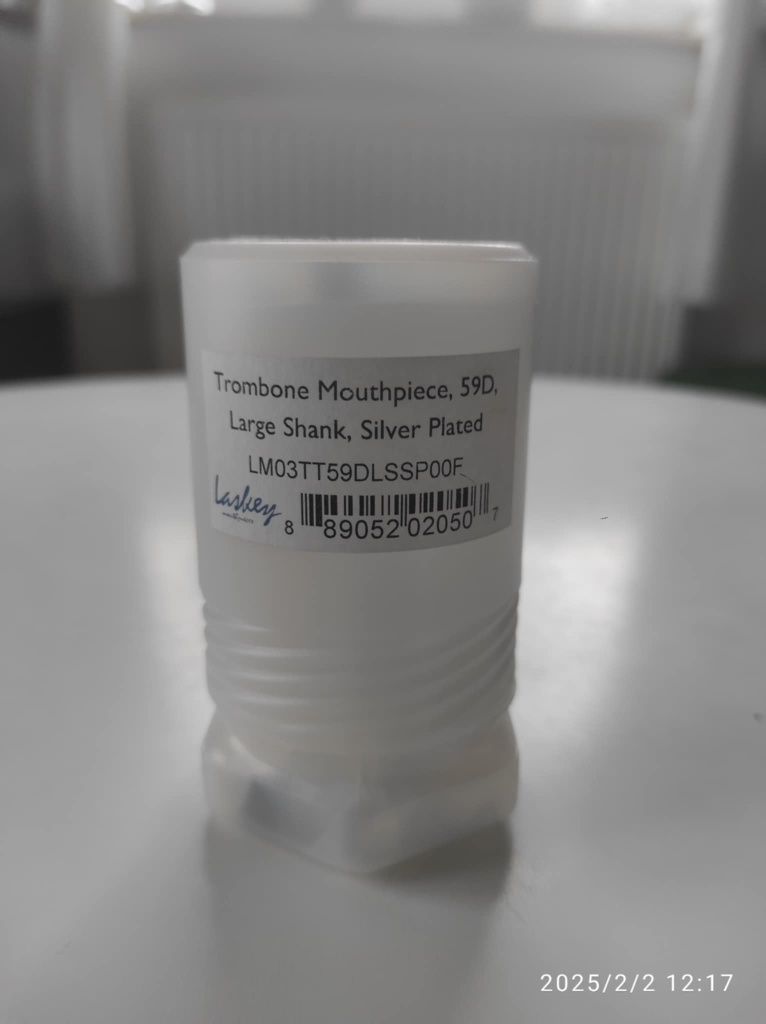 Trombone Mouthpiece, 59D,
Large Shank, Silver Plated
LM03TT59DLSSP00F
Laskey
8 89052 02050 7
2025/2/2 12:17